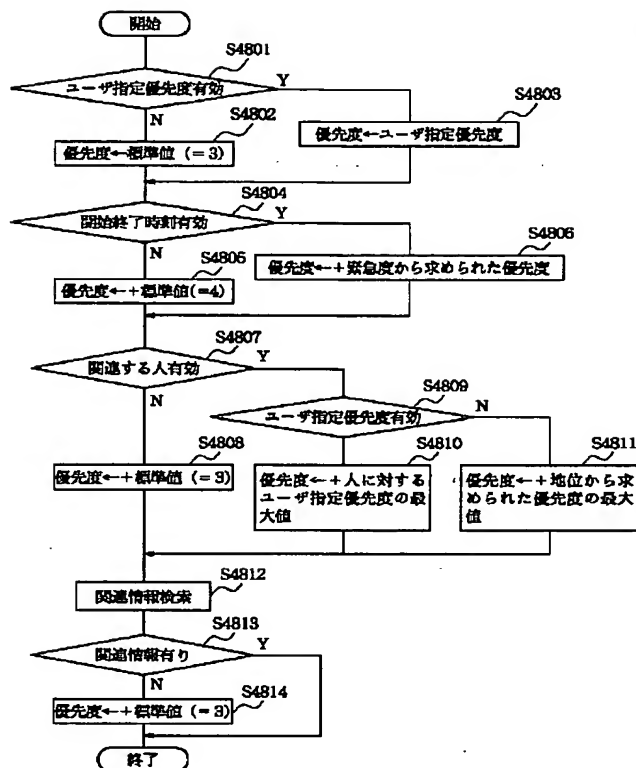 開始
S4801
ユーザ指定優先度有効
Y
N
S4802
優先度←標準値 (=3)
S4803
優先度←ユーザ指定優先度
S4804
開始終了時刻有効
Y
N
S4805
優先度←+標準値(=4)
S4806
優先度←+緊急度から求められた優先度
S4807
関連する人有効
Y
N
S4808
優先度←+標準値 (=3)
S4809
ユーザ指定優先度有効
N
S4810
優先度←+人に対する
ユーザ指定優先度の最
大値
S4811
優先度←+地位から求
められた優先度の最大
値
S4812
関連情報検索
S4813
関連情報有り
Y
N
S4814
優先度←+標準値 (=3)
終了